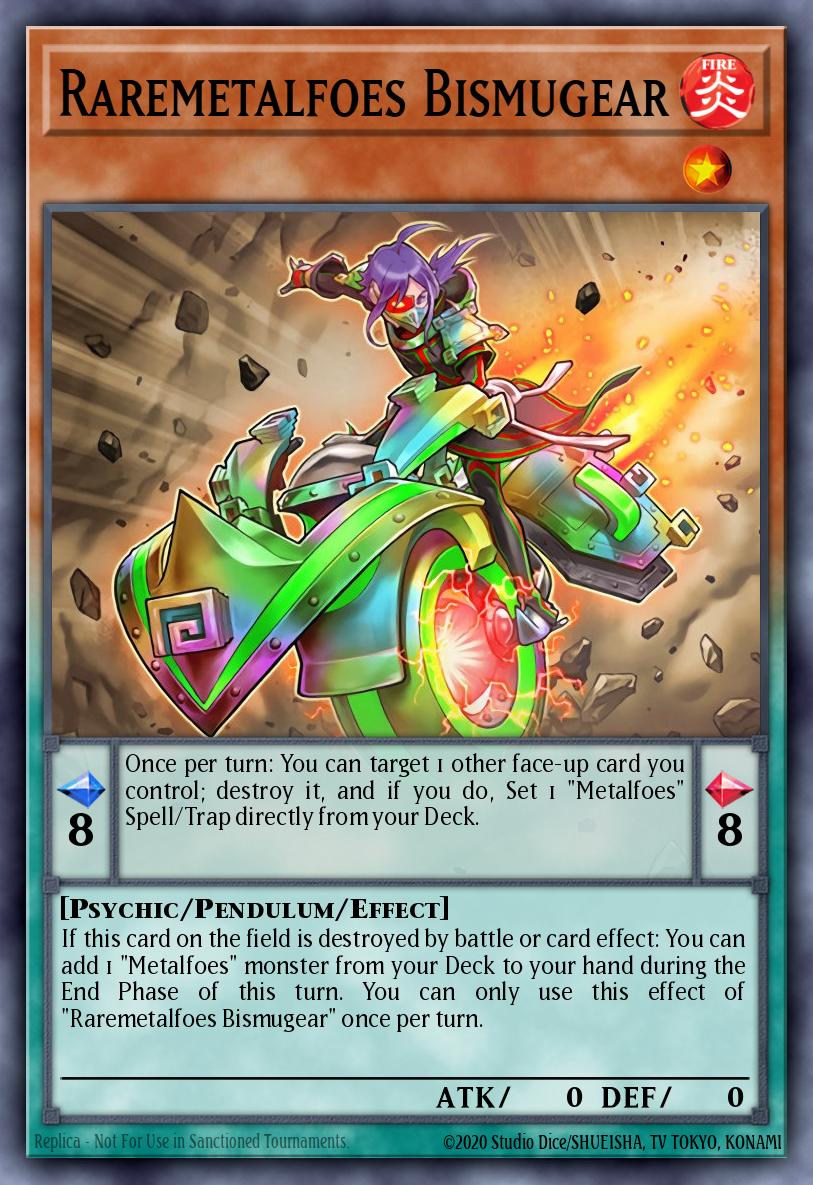 Raremetalfoes Bismugear
FIRE
炎
Once per turn: You can target 1 other face-up card you
control; destroy it, and if you do, Set 1 "Metalfoes"
Spell/Trap directly from your Deck.
8
8
[Psychic/Pendulum/Effect]
If this card on the field is destroyed by battle or card effect: You can
add 1 "Metalfoes" monster from your Deck to your hand during the
End Phase of this turn. You can only use this effect of
"Raremetalfoes Bismugear" once per turn.
ATK/ 0 DEF/ 0
Replica - Not For Use in Sanctioned Tournaments.
©2020 Studio Dice/SHUEISHA, TV TOKYO, KONAMI